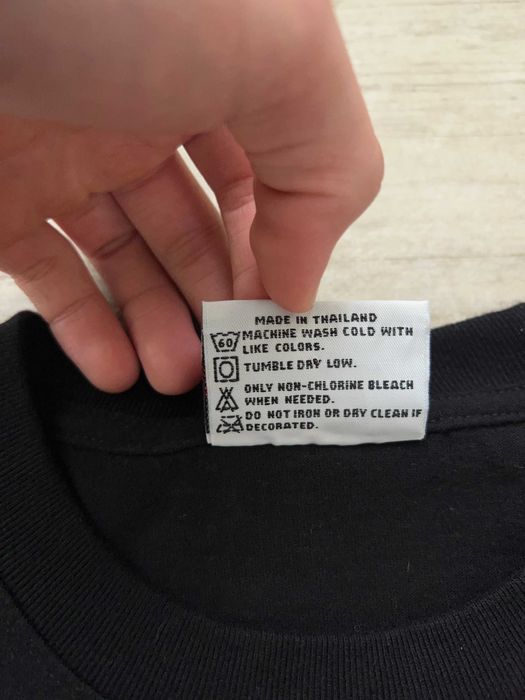 MADE IN THAILAND
60 MACHINE WASH COLD WITH
LIKE COLORS.
TUMBLE DRY LOW.
ONLY NON-CHLORINE BLEACH
WHEN NEEDED.
DO NOT IRON OR DRY CLEAN IF
DECORATED.